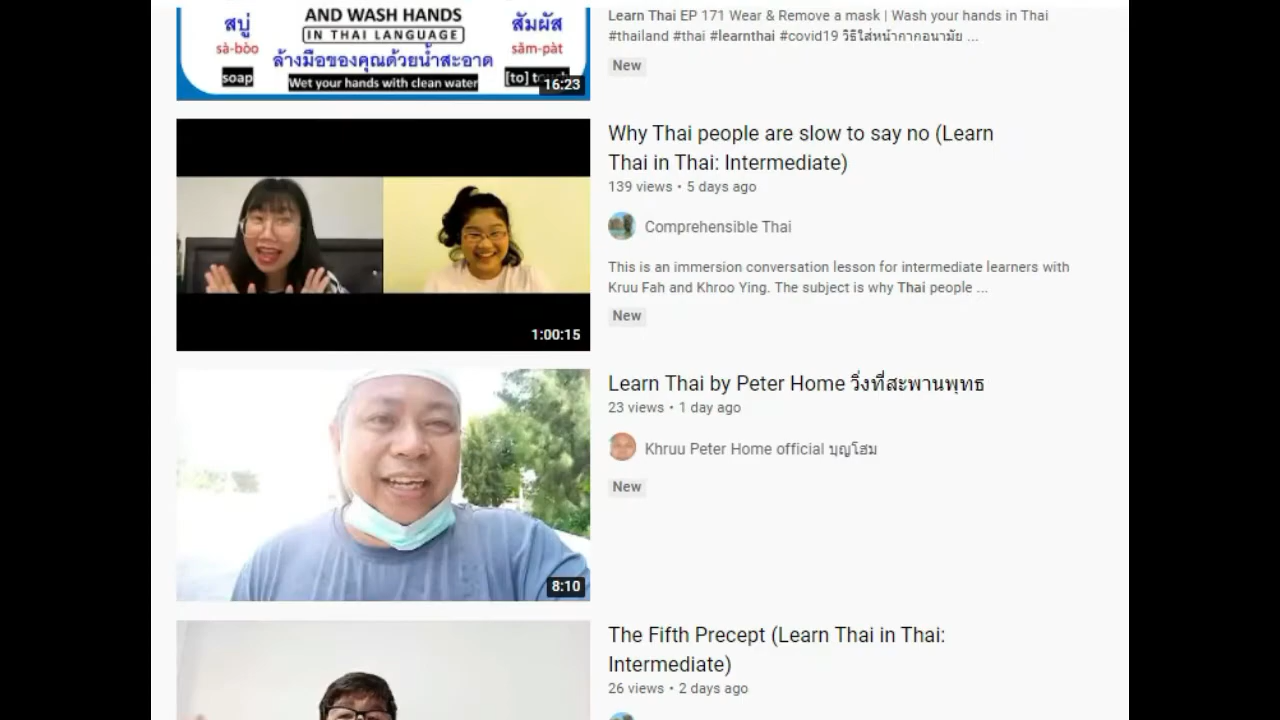 สบู่
sà-bòo
soap
AND WASH HANDS
IN THAI LANGUAGE
ล้างมือของคุณด้วยน้ำสะอาด
Wet your hands with clean water
สัมผัส
sǎm-pàt
[to] touch
16:23
Learn Thai EP 171 Wear & Remove a mask | Wash your hands in Thai
#thailand #thai #learnthai #covid19 วิธีใส่หน้ากากอนามัย ...
New
1:00:15
Why Thai people are slow to say no (Learn
Thai in Thai: Intermediate)
139 views • 5 days ago
Comprehensible Thai
This is an immersion conversation lesson for intermediate learners with
Kruu Fah and Khroo Ying. The subject is why Thai people ...
New
8:10
Learn Thai by Peter Home วิ่งที่สะพานพุทธ
23 views • 1 day ago
Khruu Peter Home official บุญโฮม
New
The Fifth Precept (Learn Thai in Thai:
Intermediate)
26 views • 2 days ago